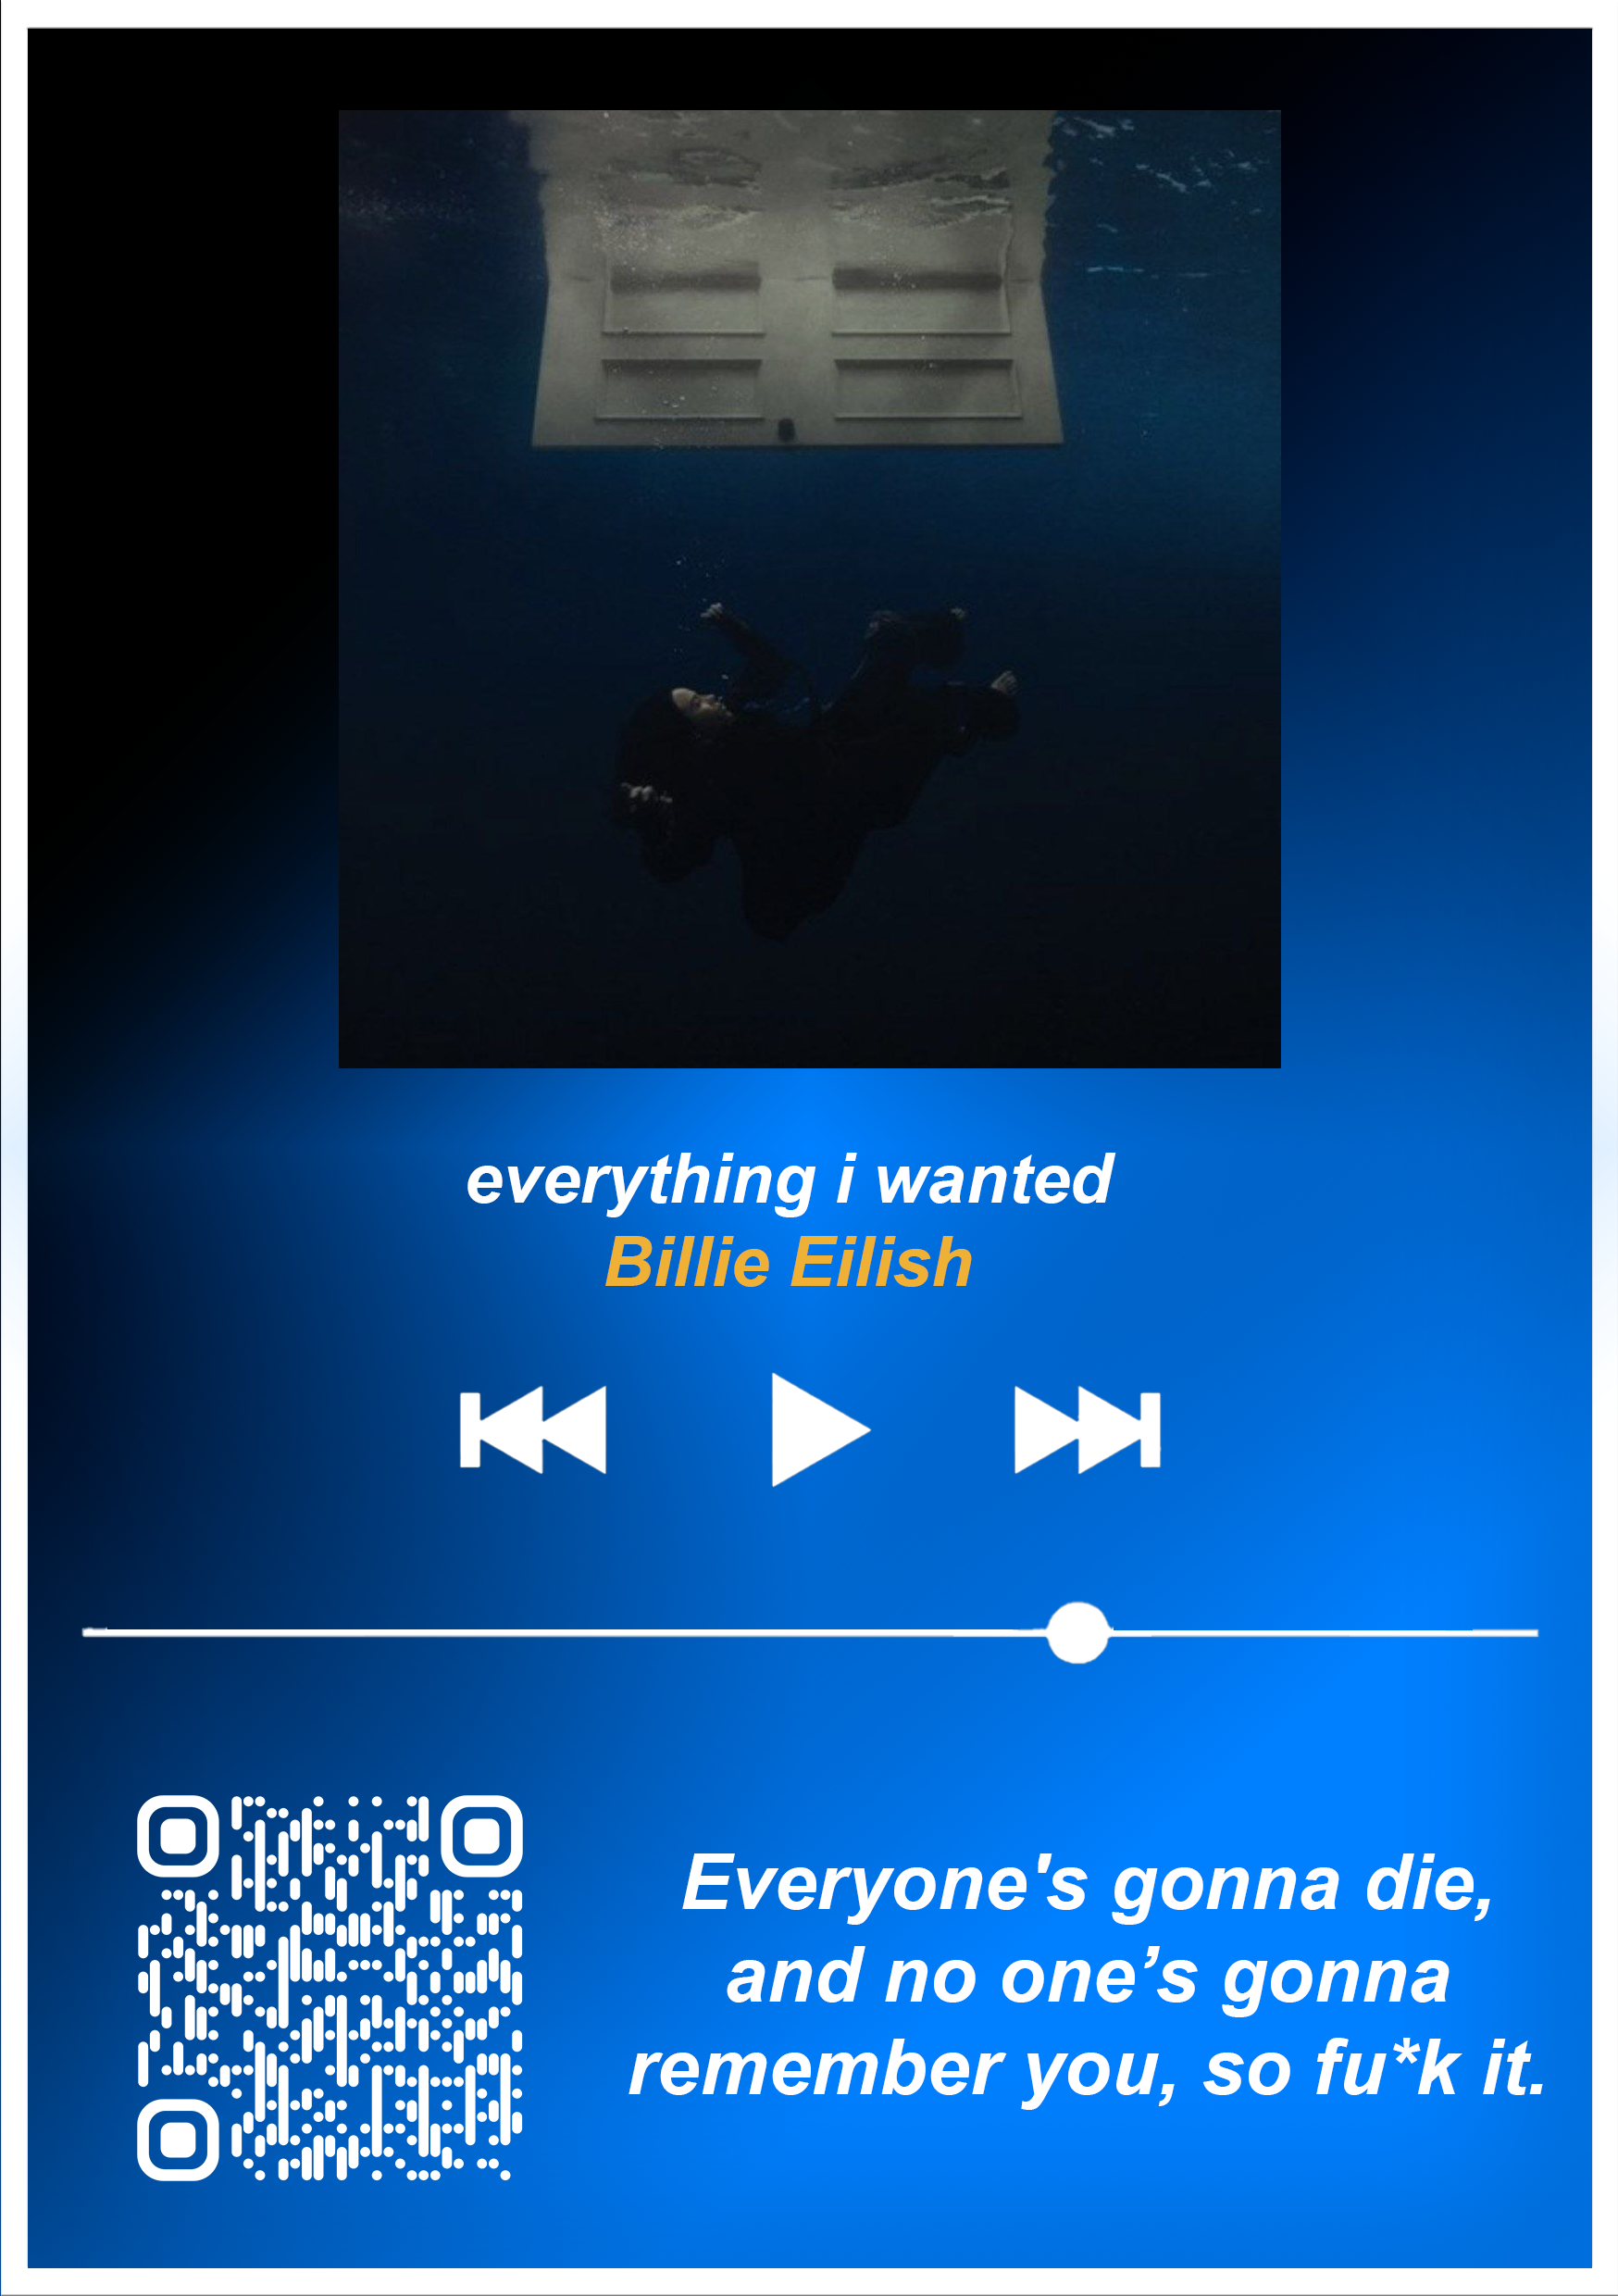 everything i wanted
Billie Eilish
Everyone's gonna die,
and no one’s gonna
remember you, so fu*k it.